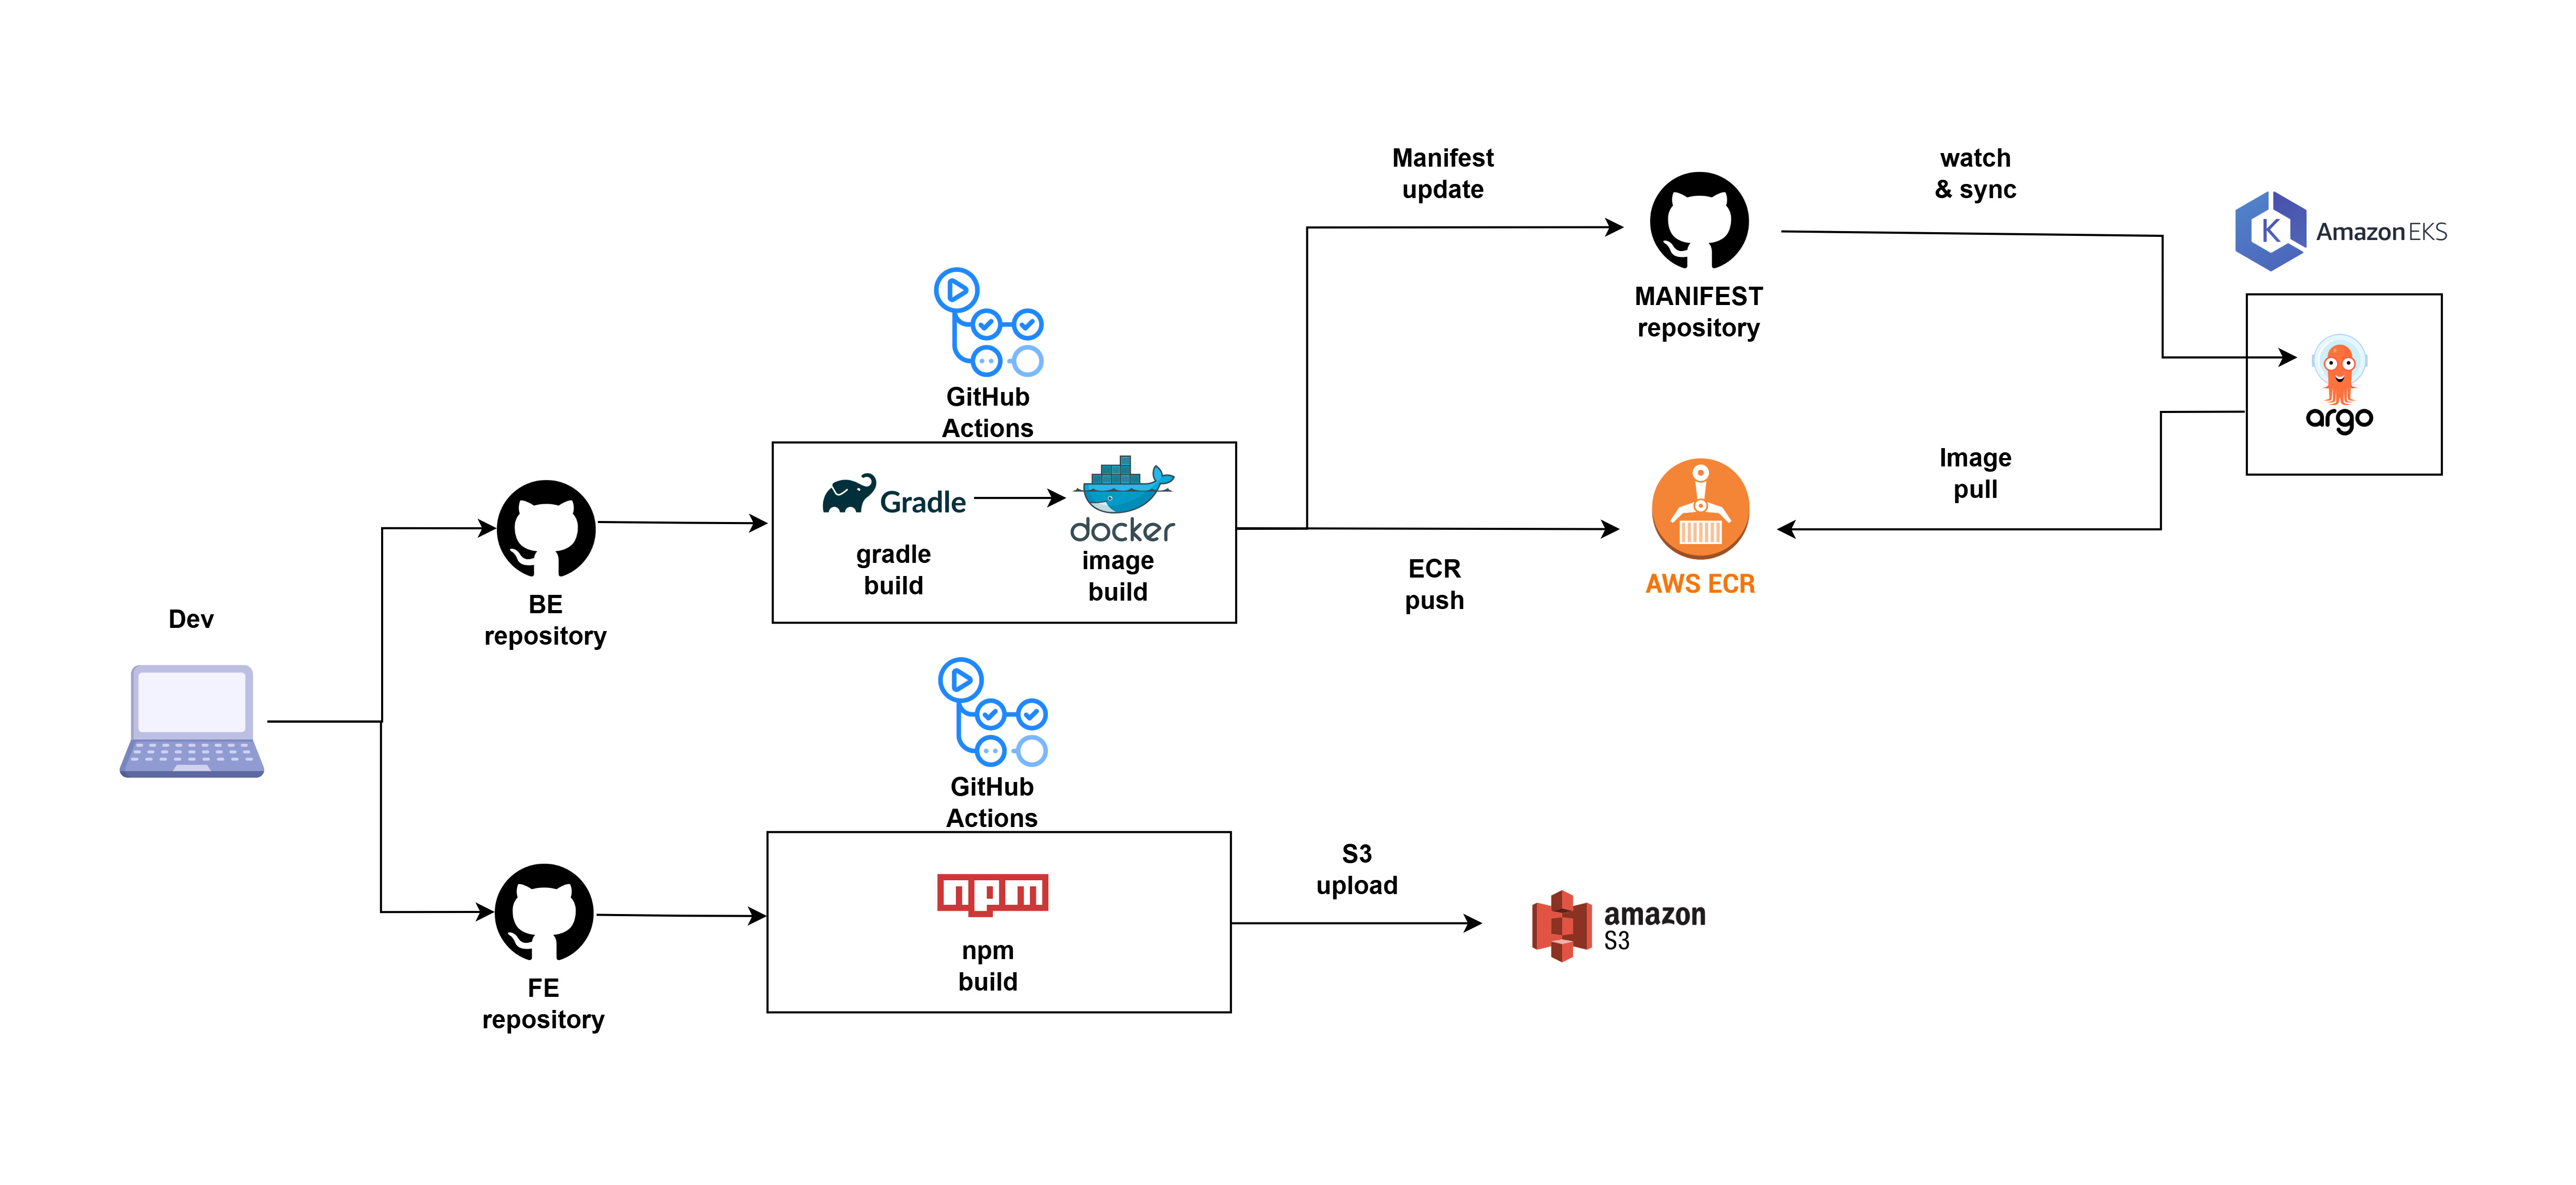 Dev
BE
repository
FE
repository
GitHub
Actions
Gradle
gradle
build
docker
image
build
GitHub
Actions
npm
npm
build
Manifest
update
MANIFEST
repository
watch
& sync
K
Amazon EKS
argo
Image
pull
ECR
push
AWS ECR
S3
upload
amazon
S3